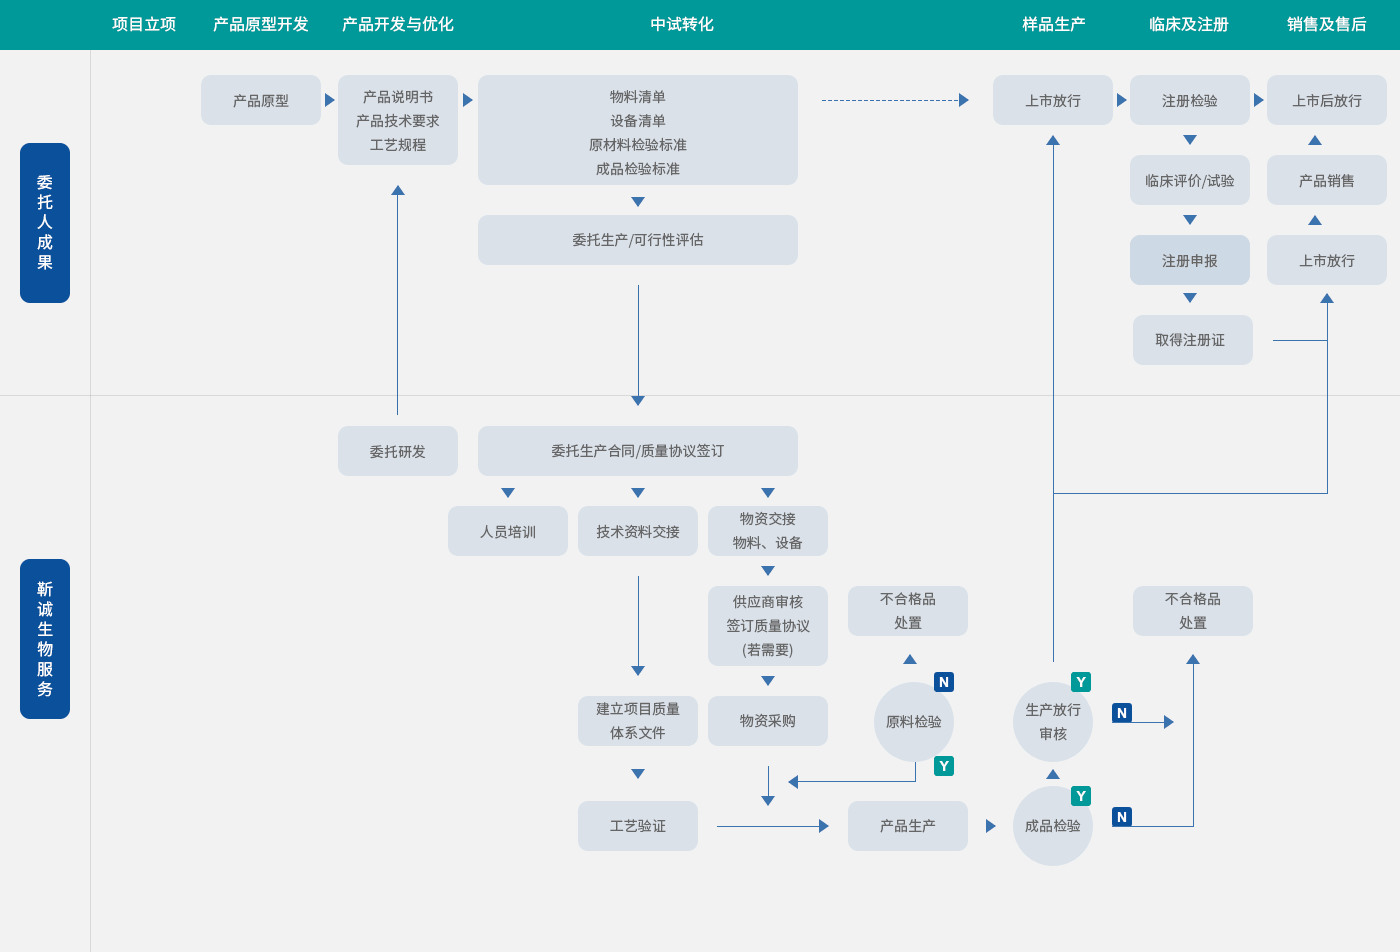 项目立项
产品原型开发
产品开发与优化
中试转化
样品生产
临床及注册
销售及售后
委托人成果
产品原型
产品说明书
产品技术要求
工艺规程
物料清单
设备清单
原材料检验标准
成品检验标准
委托生产/可行性评估
上市放行
注册检验
上市后放行
临床评价/试验
产品销售
注册申报
上市放行
取得注册证
靳诚生物服务
委托研发
委托生产合同/质量协议签订
人员培训
技术资料交接
物资交接
物料、设备
供应商审核
签订质量协议
(若需要)
不合格品
处置
不合格品
处置
建立项目质量
体系文件
物资采购
N
原料检验
Y
Y
生产放行
审核
N
工艺验证
产品生产
Y
成品检验
N